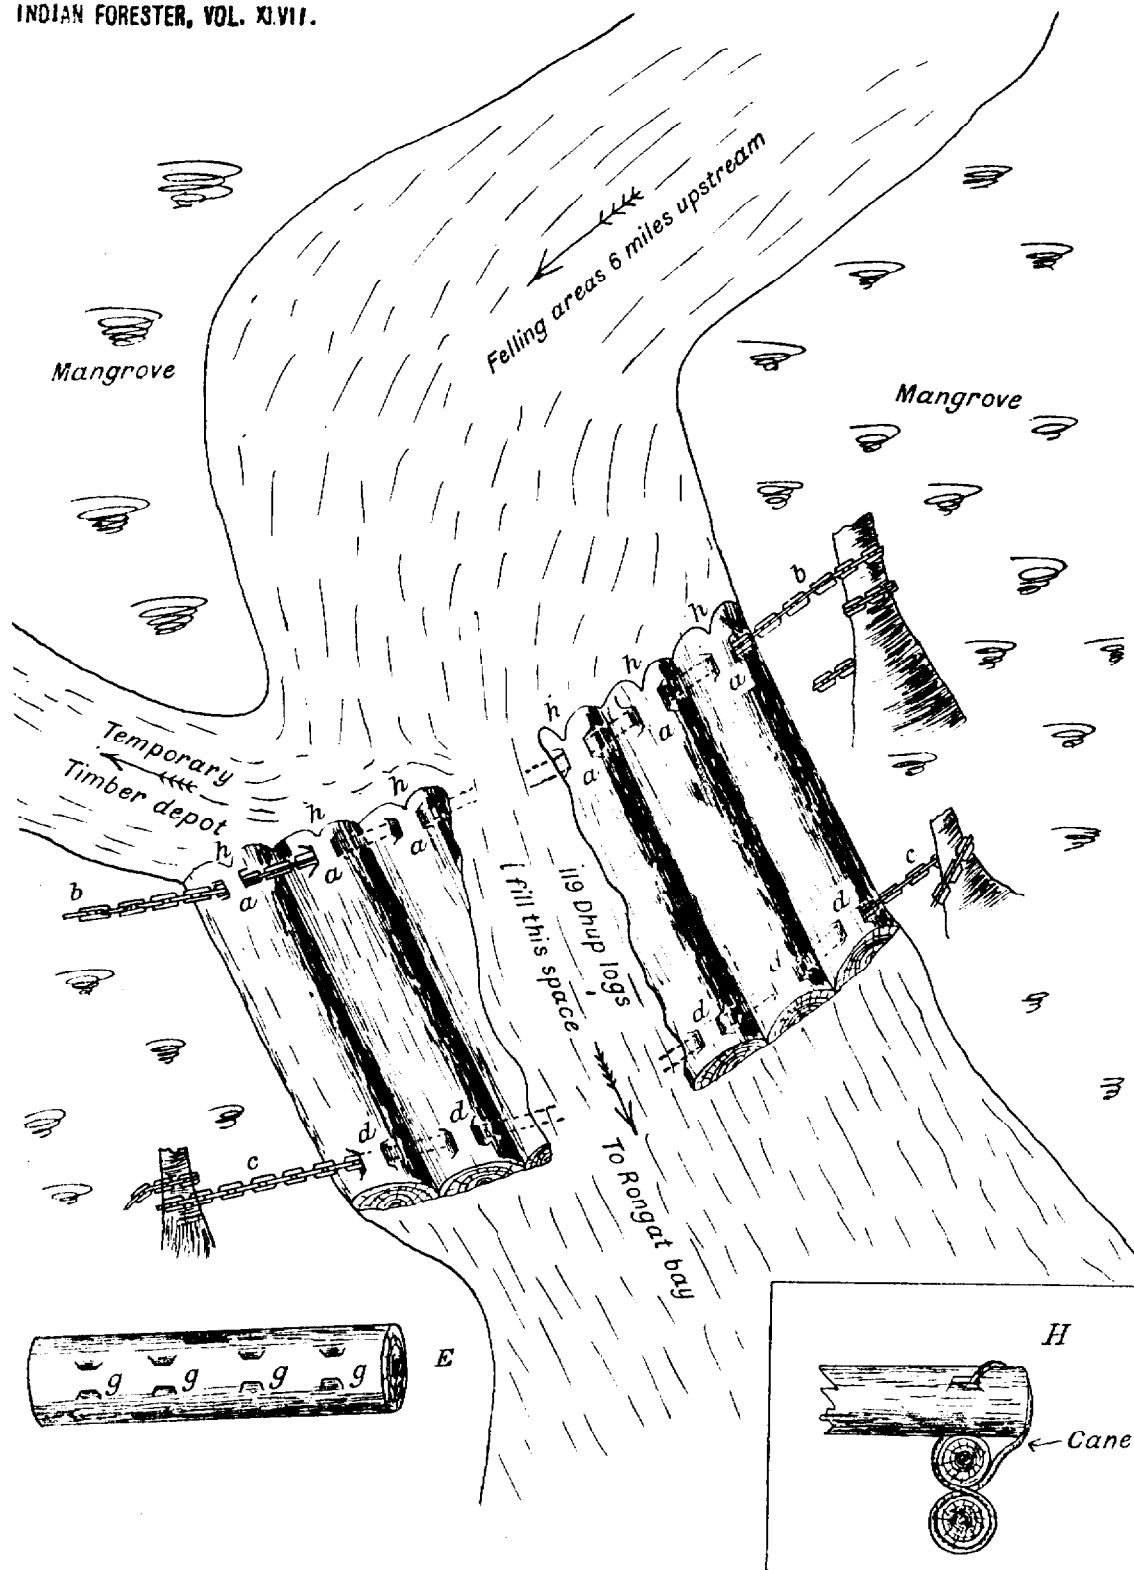 INDIAN FORESTER, VOL. XLVII.
Felling areas 6 miles upstream
Mangrove
Mangrove
b
h
h
h
a
a
a
Temporary
Timber depot
h
h
h
a
a
a
b
c
d
d
d
119 Dhup logs
fill this space
To Rongat bay
d
d
c
E
g g g g
H
Cane